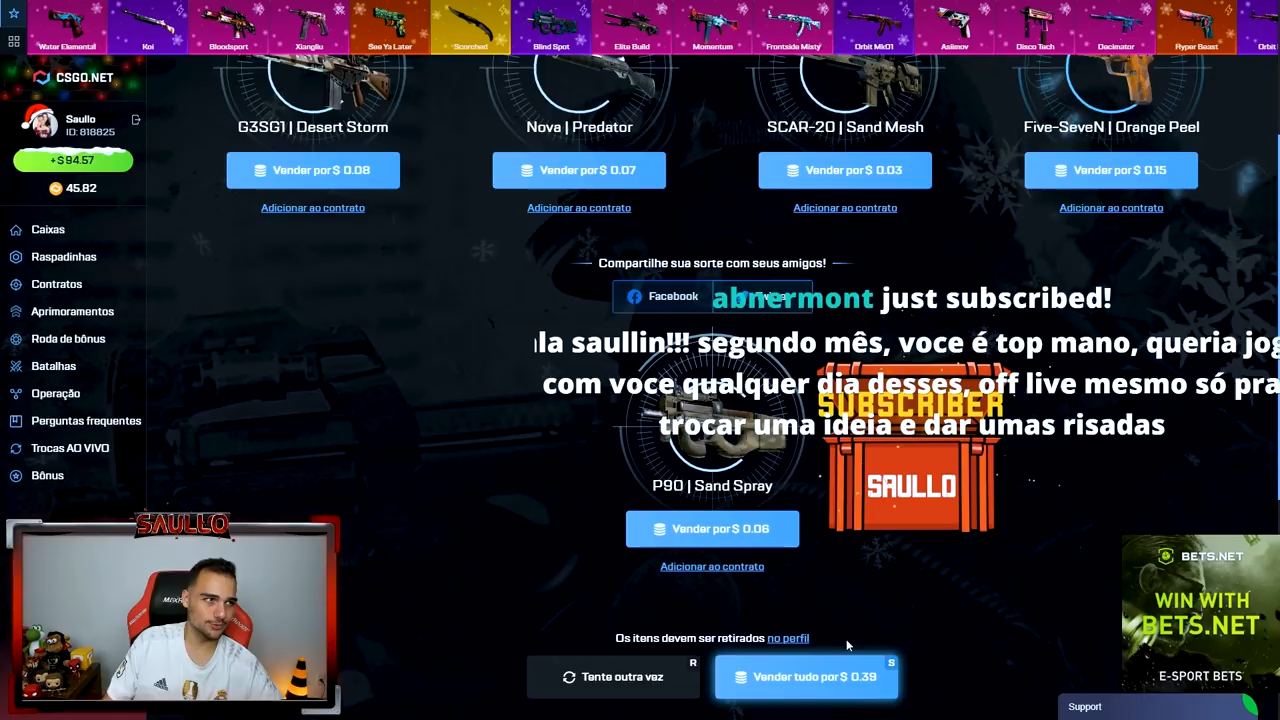 Water Elemental
Koi
Bloodsport
Xiangliu
See Ya Later
Scorched
Blind Spot
Elite Build
Momentum
Frontside Misty
Orbit Mk01
Asiimov
Disco Tech
Decimator
Hyper Beast
Orbit
CSGO.NET
Saullo
ID: 818825
+$ 94.57
45.82
Caixas
Raspadinhas
Contratos
Aprimoramentos
Roda de bônus
Batalhas
Operação
Perguntas frequentes
Trocas AO VIVO
Bônus
G3SG1 | Desert Storm
Nova | Predator
SCAR-20 | Sand Mesh
Five-SeveN | Orange Peel
Vender por $ 0.08
Vender por $ 0.07
Vender por $ 0.03
Vender por $ 0.15
Adicionar ao contrato
Adicionar ao contrato
Adicionar ao contrato
Adicionar ao contrato
Compartilhe sua sorte com seus amigos!
Facebook
abnermont just subscribed!
la saullin!!! segundo mês, voce é top mano, queria jog
com voce qualquer dia desses, off live mesmo só pra
trocar uma ideia e dar umas risadas
SUBSCRIBER
SAULLO
P90 | Sand Spray
Vender por $ 0.06
Adicionar ao contrato
Os itens devem ser retirados no perfil
Tente outra vez
R
Vender tudo por $ 0.39
S
SAULLO
BETS.NET
WIN WITH
BETS.NET
E-SPORT BETS
Support